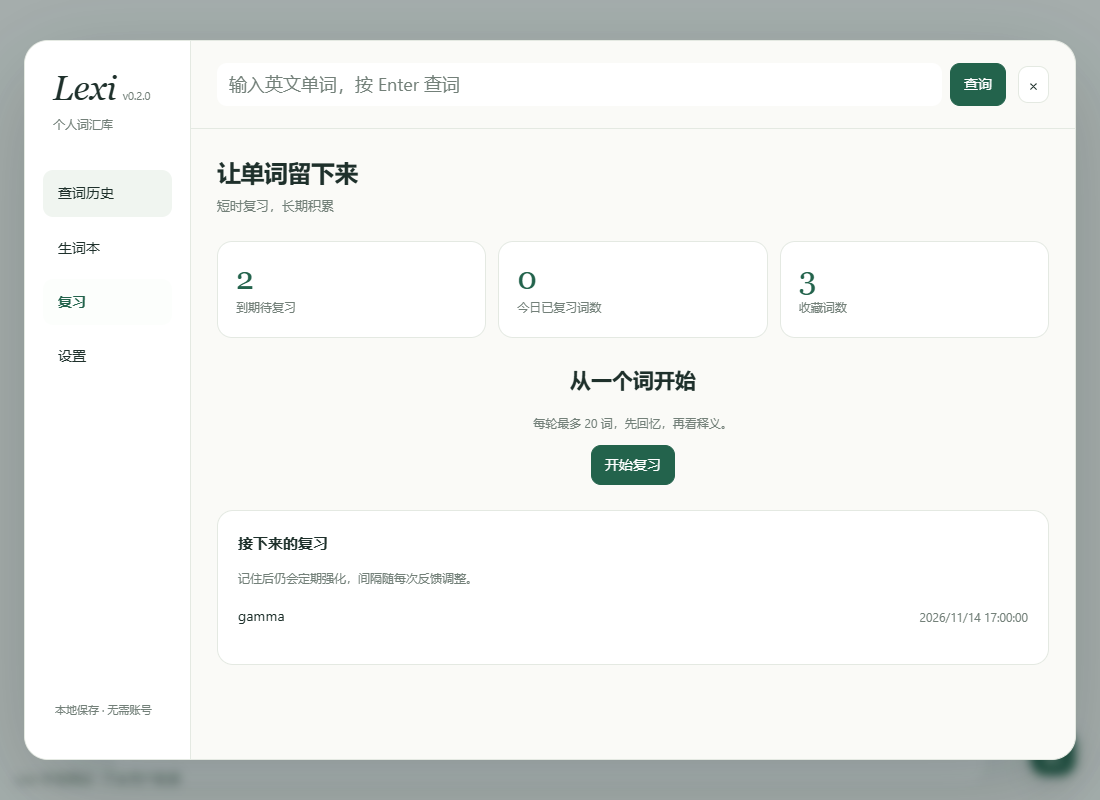 Lexi v0.2.0
个人词汇库
查词历史
生词本
复习
设置
本地保存 · 无需账号
输入英文单词，按 Enter 查词
查询
×
让单词留下来
短时复习，长期积累
2
到期待复习
0
今日已复习词数
3
收藏词数
从一个词开始
每轮最多 20 词，先回忆，再看释义。
开始复习
接下来的复习
记住后仍会定期强化，间隔随每次反馈调整。
gamma 2026/11/14 17:00:00